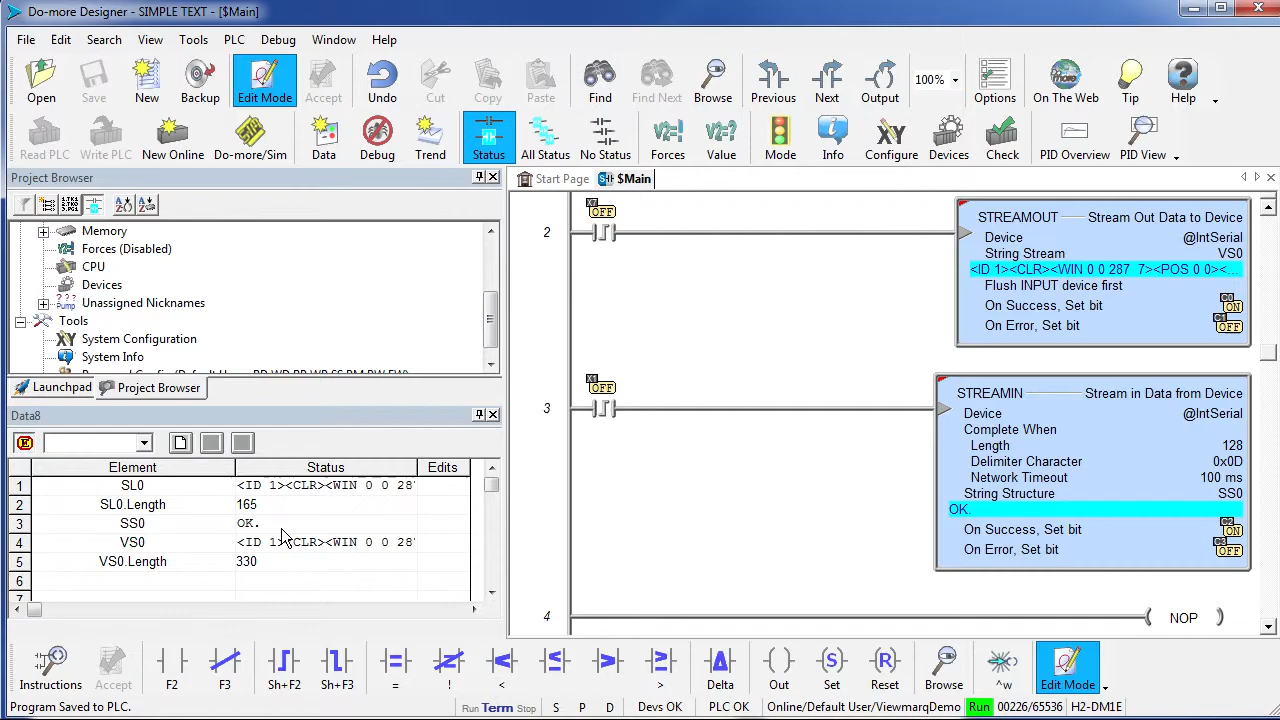 Do-more Designer - SIMPLE TEXT - [$Main]
File Edit Search View Tools PLC Debug Window Help
Open Save New Backup Edit Mode Accept Undo Cut Copy Paste Find Find Next Browse Previous Next Output 100% Options On The Web Tip Help
Read PLC Write PLC New Online Do-more/Sim Data Debug Trend Status All Status No Status Forces Value Mode Info Configure Devices Check PID Overview PID View
Project Browser
Start Page $Main
Memory
Forces (Disabled)
CPU
Devices
Unassigned Nicknames
Tools
System Configuration
System Info
Launchpad Project Browser
Data8
Element Status Edits
1 SL0 <ID 1><CLR><WIN 0 0 28
2 SL0.Length 165
3 SS0 OK.
4 VS0 <ID 1><CLR><WIN 0 0 28
5 VS0.Length 330
6
7
2
X7
OFF
STREAMOUT Stream Out Data to Device
Device @IntSerial
String Stream VS0
<ID 1><CLR><WIN 0 0 287 7><POS 0 0><...
Flush INPUT device first
On Success, Set bit C0 ON
On Error, Set bit C1 OFF
3
X1
OFF
STREAMIN Stream in Data from Device
Device @IntSerial
Complete When
Length 128
Delimiter Character 0x0D
Network Timeout 100 ms
String Structure SS0
OK.
On Success, Set bit C2 ON
On Error, Set bit C3 OFF
4 NOP
Instructions Accept F2 F3 Sh+F2 Sh+F3 = ! < > Delta Out Set Reset Browse ^w Edit Mode
Program Saved to PLC. Run Term Stop S P D Devs OK PLC OK Online/Default User/ViewmarqDemo Run 00226/65536 H2-DM1E